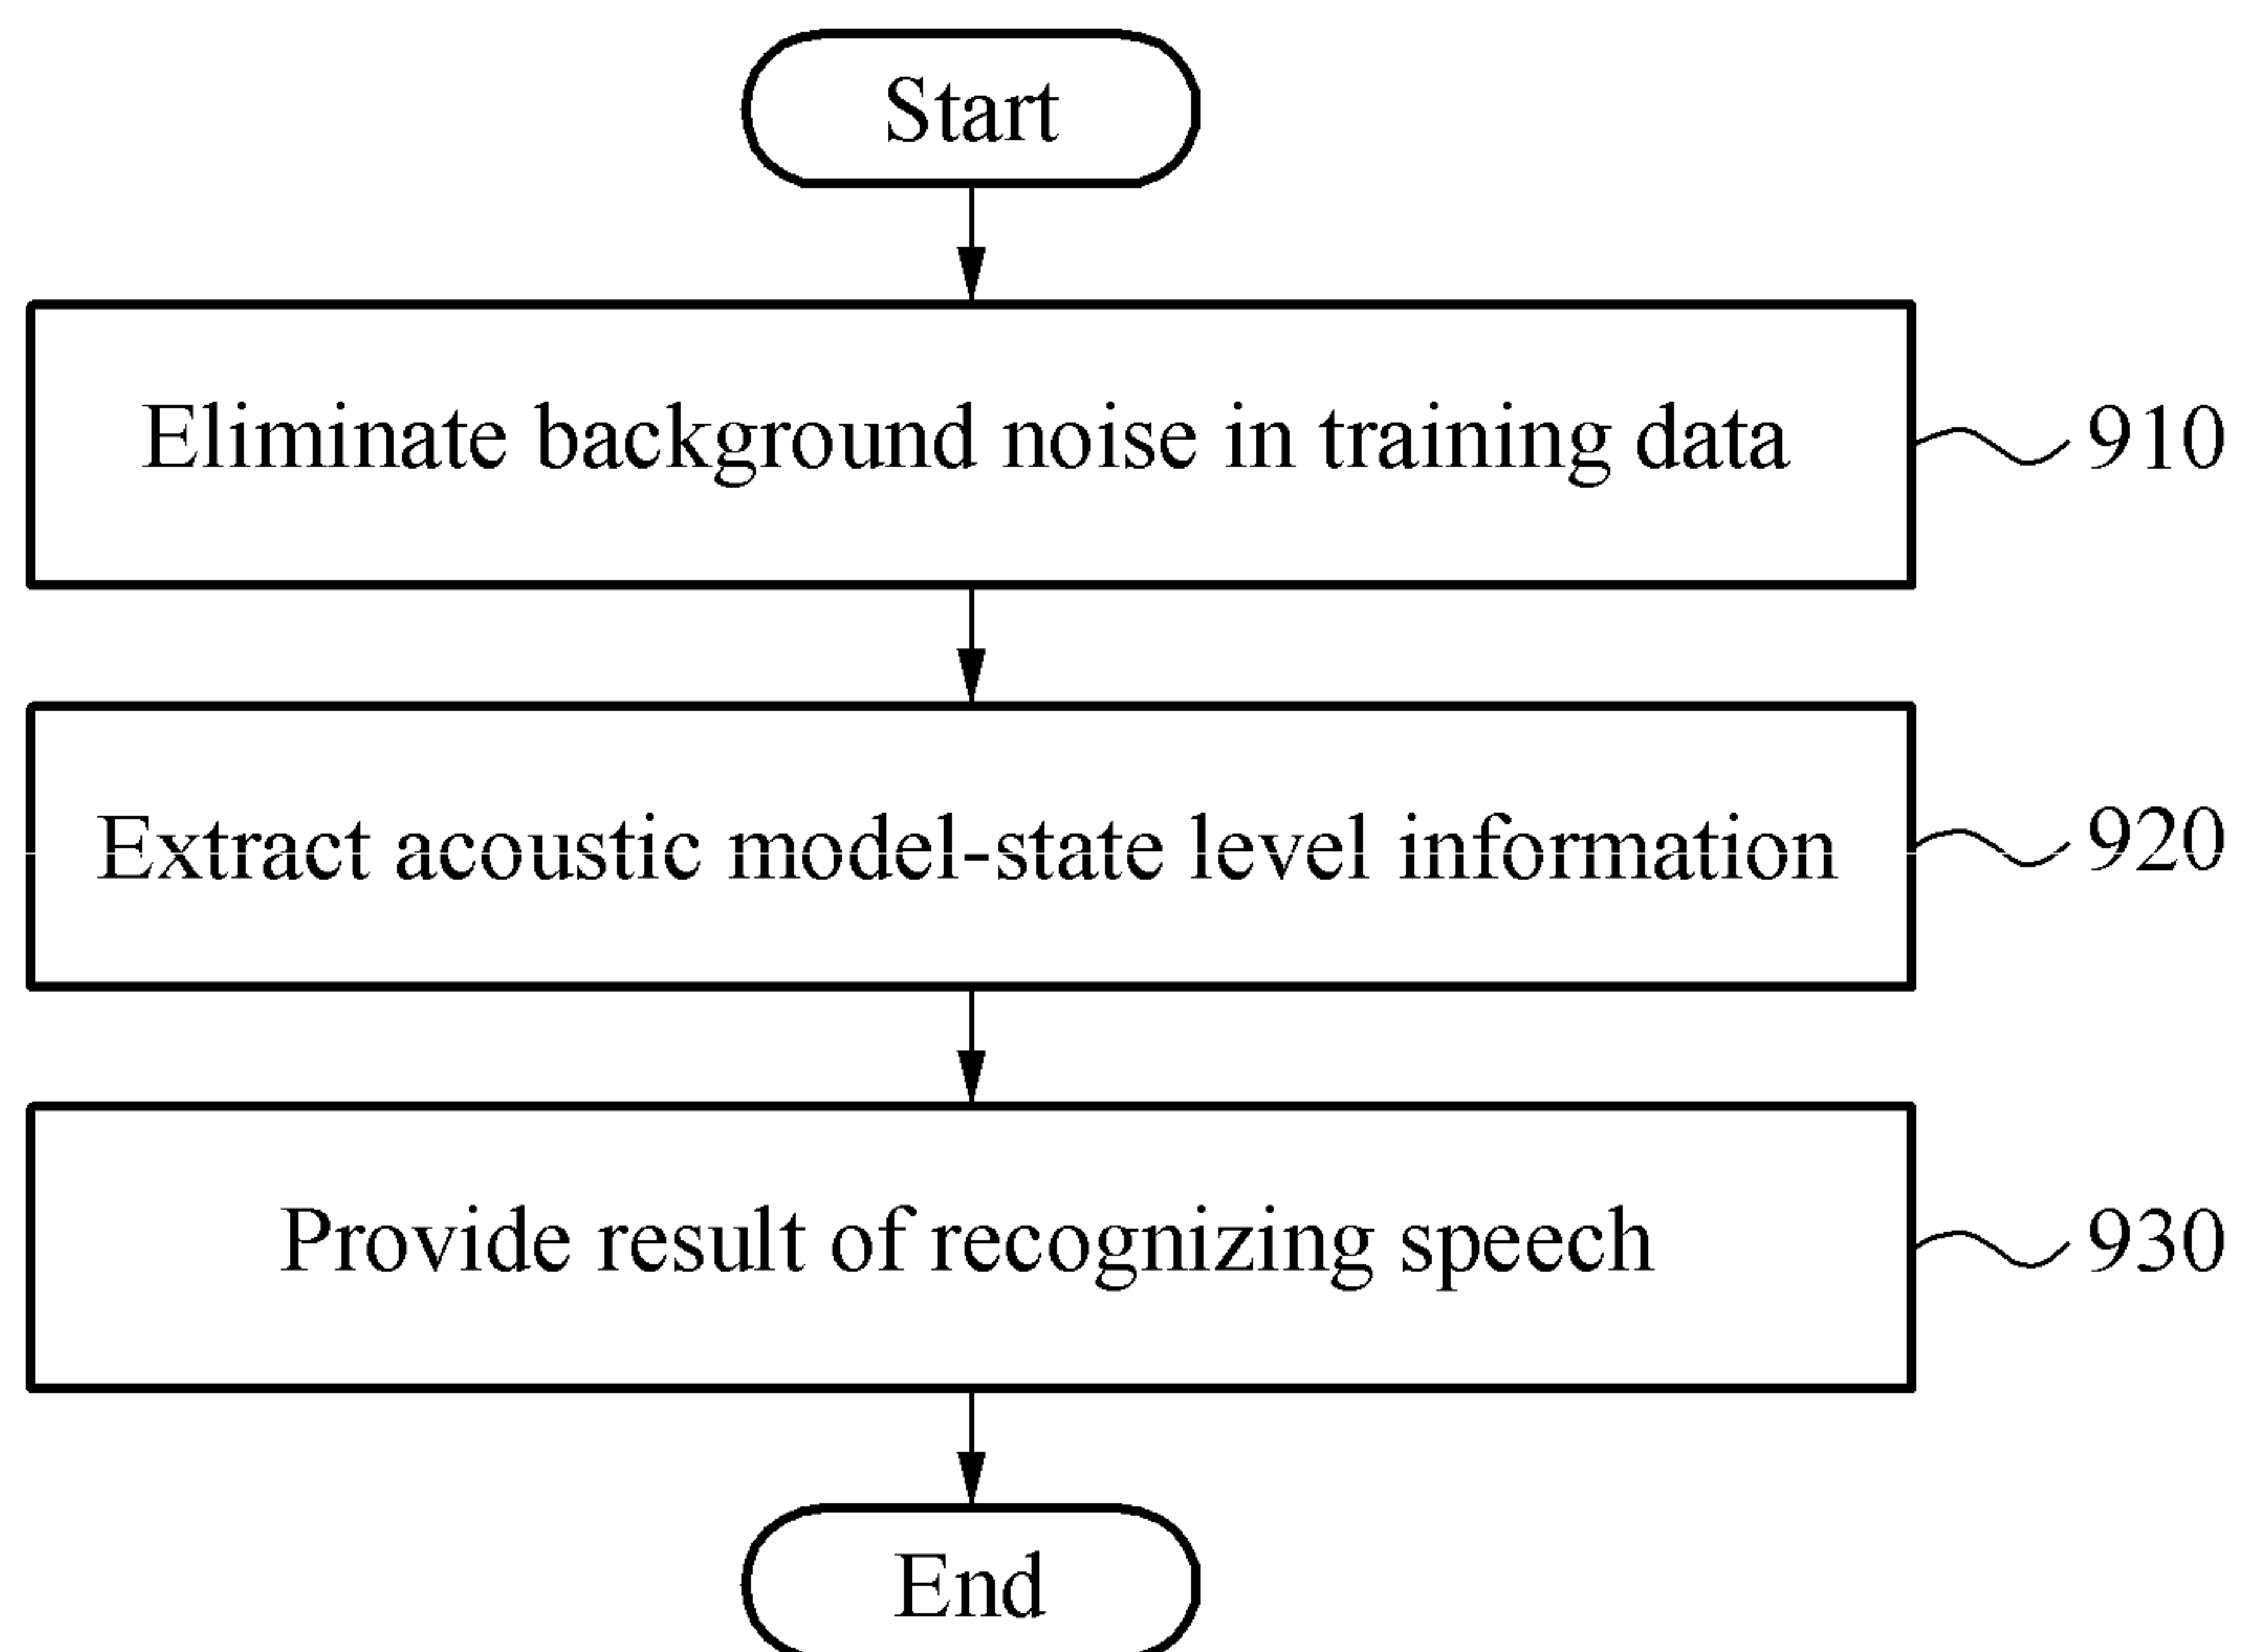 Start
Eliminate background noise in training data
910
Extract acoustic model-state level information
920
Provide result of recognizing speech
930
End